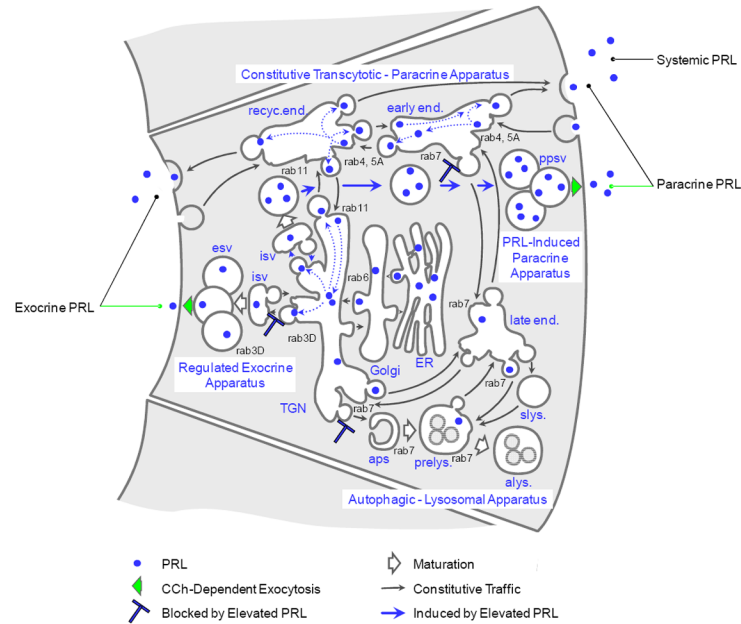 Systemic PRL
Constitutive Transcytotic - Paracrine Apparatus
recyc.end.
early end.
rab4, 5A
rab4, 5A
rab7
rab11
ppsv
Paracrine PRL
rab11
PRL-Induced
Paracrine
Apparatus
isv
esv
isv
rab6
rab7
Exocrine PRL
late end.
rab3D
rab3D
ER
Golgi
Regulated Exocrine
Apparatus
rab7
TGN
rab7
slys.
aps
rab7
prelys.
rab7
alys.
Autophagic - Lysosomal Apparatus
PRL
Maturation
CCh-Dependent Exocytosis
Constitutive Traffic
Blocked by Elevated PRL
Induced by Elevated PRL